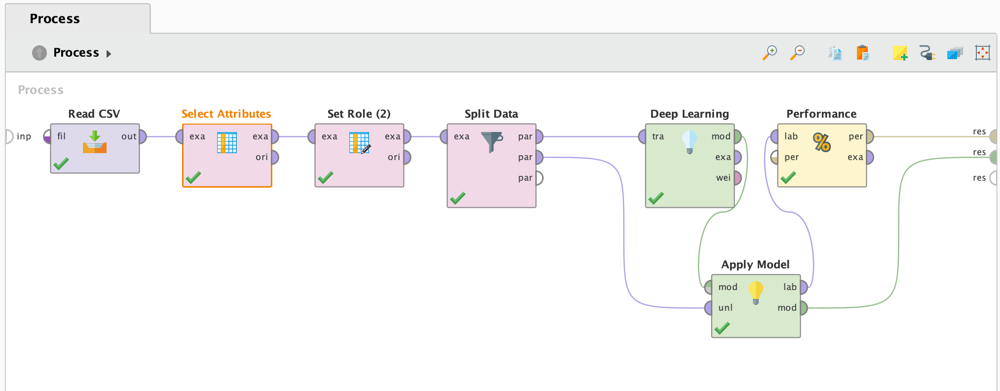 Process
Process
Process
Read CSV
Select Attributes
Set Role (2)
Split Data
Deep Learning
Performance
inp
fil
out
exa
exa
ori
exa
exa
ori
exa
par
par
par
tra
mod
exa
wei
lab
per
per
exa
res
res
res
Apply Model
mod
lab
unl
mod